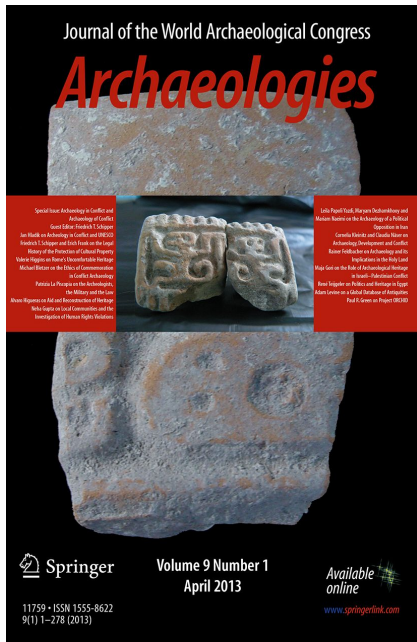 Journal of the World Archaeological Congress
Archaeologies
Special Issue: Archaeology in Conflict and
Archaeology of Conflict
Guest Editor: Friedrich T. Schipper
Jan Hladík on Archeology in Conflict and UNESCO
Friedrich T. Schipper and Erich Frank on the Legal
History of the Protection of Cultural Property
Valerie Higgins on Rome's Uncomfortable Heritage
Michael Bletzer on the Ethics of Commemoration
in Conflict Archaeology
Patrizia La Piscopia on the Archeologists,
the Military and the Law
Alvaro Higueras on Aid and Reconstruction of Heritage
Neha Gupta on Local Communities and the
Investigation of Human Rights Violations
Leila Papoli Yazdi, Maryam Dezhamkhooy and
Mariam Naeimi on the Archaeology of a Political
Opposition in Iran
Cornelia Kleinitz and Claudia Näser on
Archaeology Development and Conflict
Rainer Feldbacher on Archaeology and its
Implications in the Holy Land
Maja Gori on the Role of Archaeological Heritage
in Israeli–Palestinian Conflict
René Teijgeler on Politics and Heritage in Egypt
Adam Levine on a Global Database of Antiquities
Paul R. Green on Project ORCHID
Springer
Volume 9 Number 1
April 2013
Available
online
11759 • ISSN 1555-8622
9(1) 1–278 (2013)
www.springerlink.com